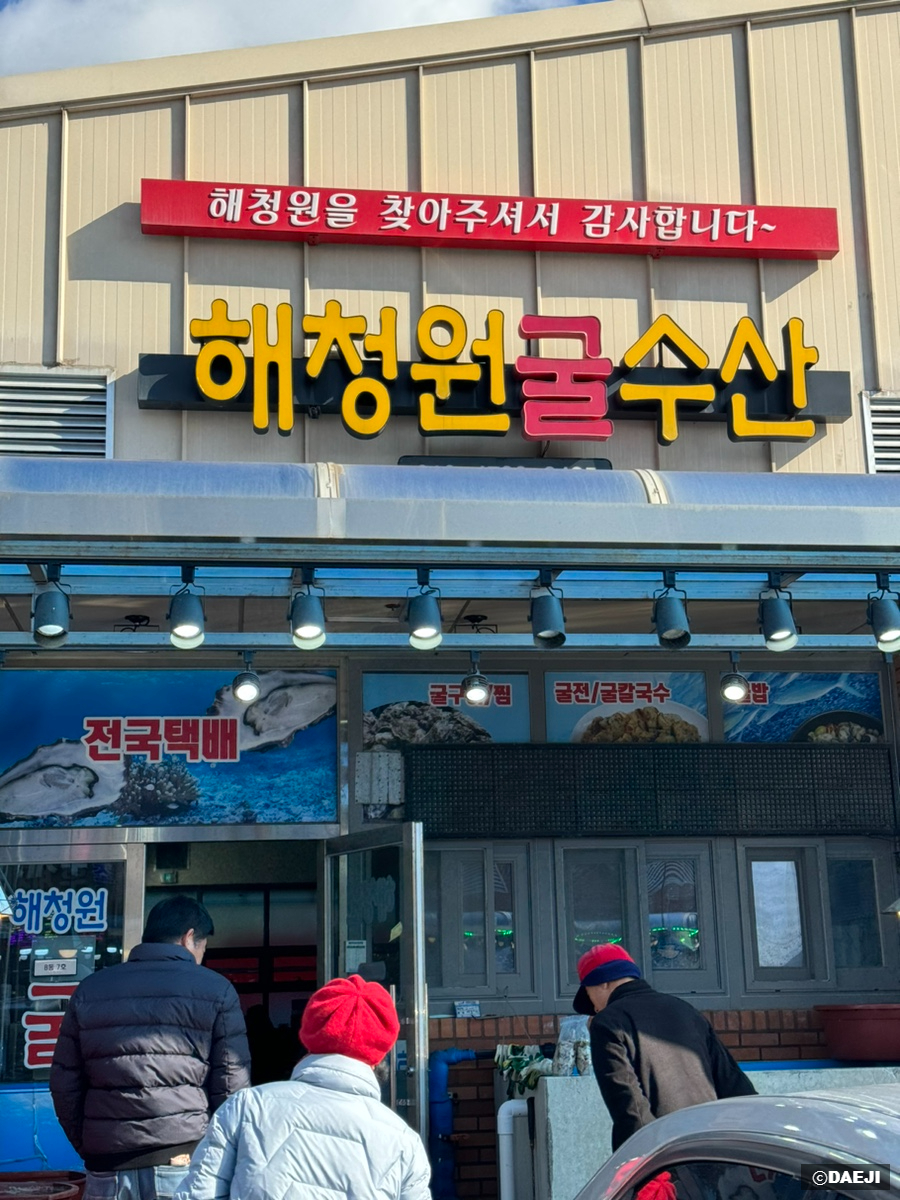 해청원을 찾아주셔서 감사합니다~
해청원굴수산
전국택배
굴전/굴칼국수
해청원
©DAEJI